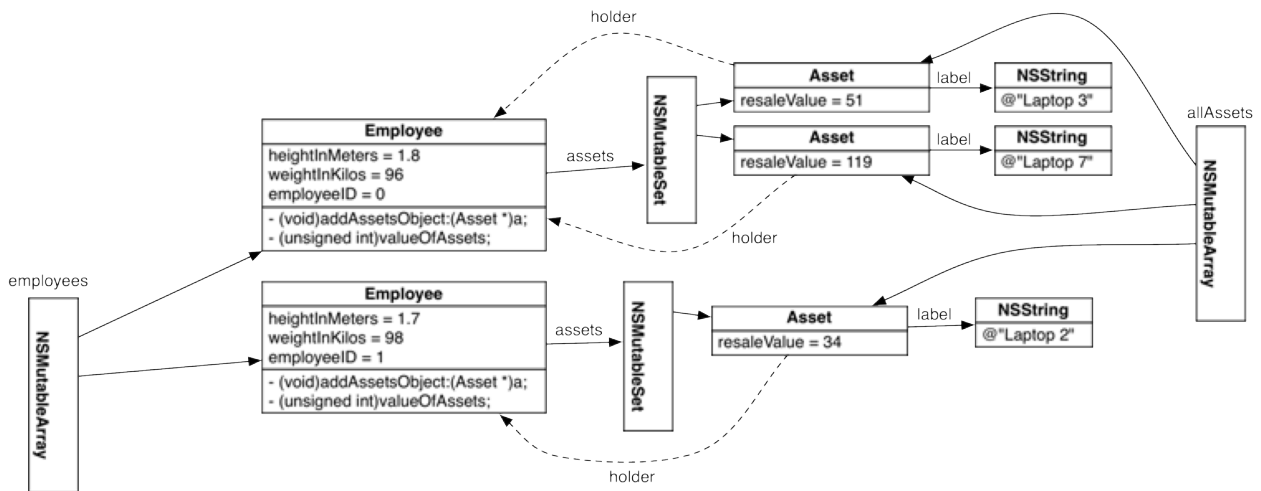 holder
Asset
resaleValue = 51
label
NSString
@"Laptop 3"
allAssets
NSMutableArray
NSMutableSet
Employee
heightInMeters = 1.8
weightInKilos = 96
employeeID = 0
- (void)addAssetsObject:(Asset *)a;
- (unsigned int)valueOfAssets;
assets
Asset
resaleValue = 119
label
NSString
@"Laptop 7"
holder
employees
NSMutableArray
Employee
heightInMeters = 1.7
weightInKilos = 98
employeeID = 1
- (void)addAssetsObject:(Asset *)a;
- (unsigned int)valueOfAssets;
assets
NSMutableSet
Asset
resaleValue = 34
label
NSString
@"Laptop 2"
holder